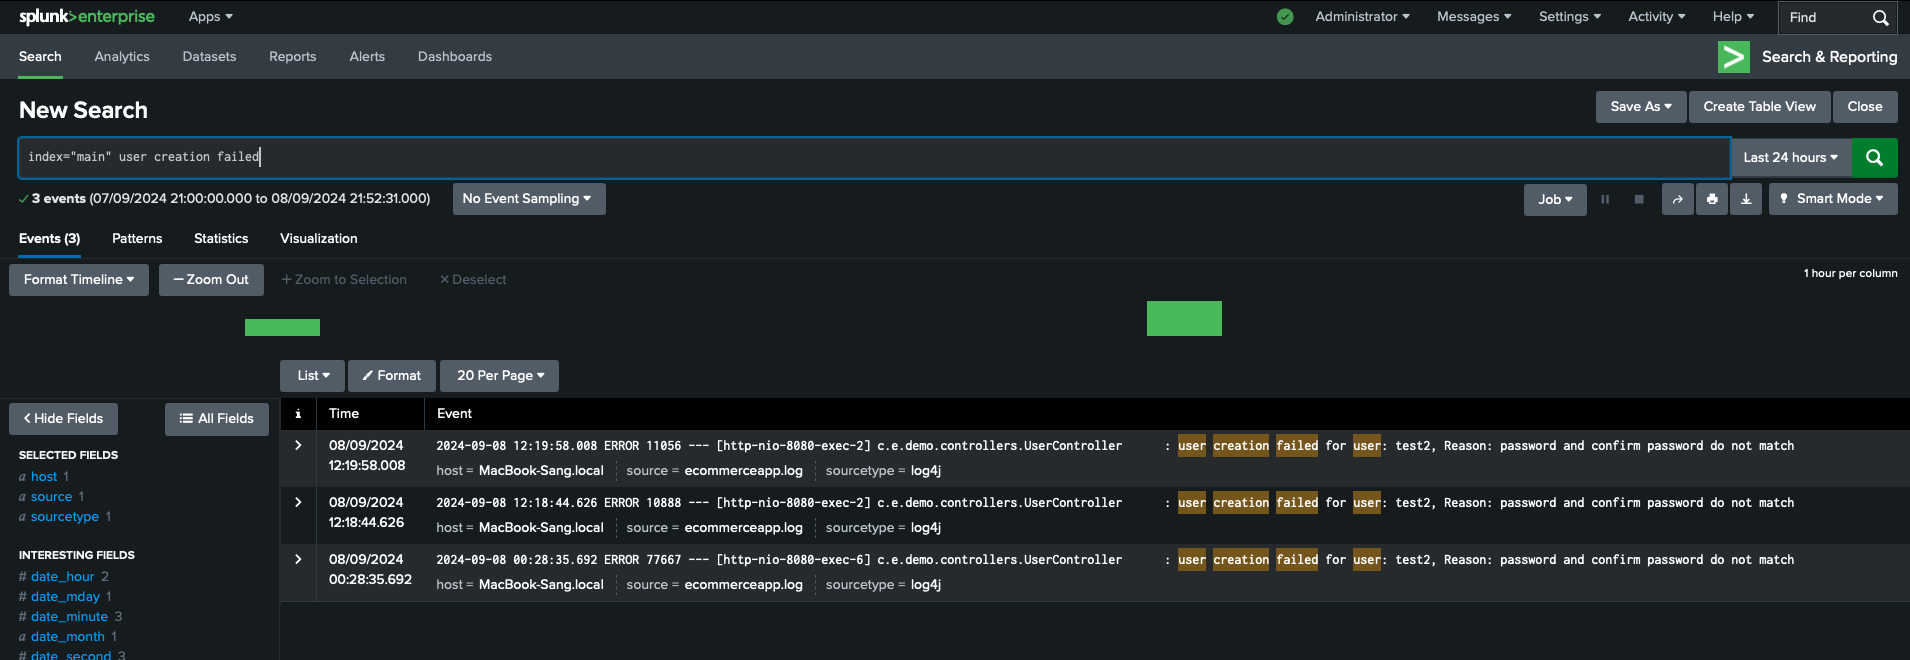 splunk>enterprise Apps Administrator Messages Settings Activity Help Find
Search Analytics Datasets Reports Alerts Dashboards Search & Reporting
New Search Save As Create Table View Close
index="main" user creation failed Last 24 hours
3 events (07/09/2024 21:00:00.000 to 08/09/2024 21:52:31.000) No Event Sampling Job Smart Mode
Events (3) Patterns Statistics Visualization
Format Timeline — Zoom Out + Zoom to Selection × Deselect 1 hour per column
List Format 20 Per Page
< Hide Fields All Fields
i Time Event
SELECTED FIELDS
a host 1
a source 1
a sourcetype 1
INTERESTING FIELDS
# date_hour 2
# date_mday 1
# date_minute 3
a date_month 1
# date_second 3
> 08/09/2024 12:19:58.008 2024-09-08 12:19:58.008 ERROR 11056 --- [http-nio-8080-exec-2] c.e.demo.controllers.UserController : user creation failed for user: test2, Reason: password and confirm password do not match
host = MacBook-Sang.local source = ecommerceapp.log sourcetype = log4j
> 08/09/2024 12:18:44.626 2024-09-08 12:18:44.626 ERROR 10888 --- [http-nio-8080-exec-2] c.e.demo.controllers.UserController : user creation failed for user: test2, Reason: password and confirm password do not match
host = MacBook-Sang.local source = ecommerceapp.log sourcetype = log4j
> 08/09/2024 00:28:35.692 2024-09-08 00:28:35.692 ERROR 77667 --- [http-nio-8080-exec-6] c.e.demo.controllers.UserController : user creation failed for user: test2, Reason: password and confirm password do not match
host = MacBook-Sang.local source = ecommerceapp.log sourcetype = log4j